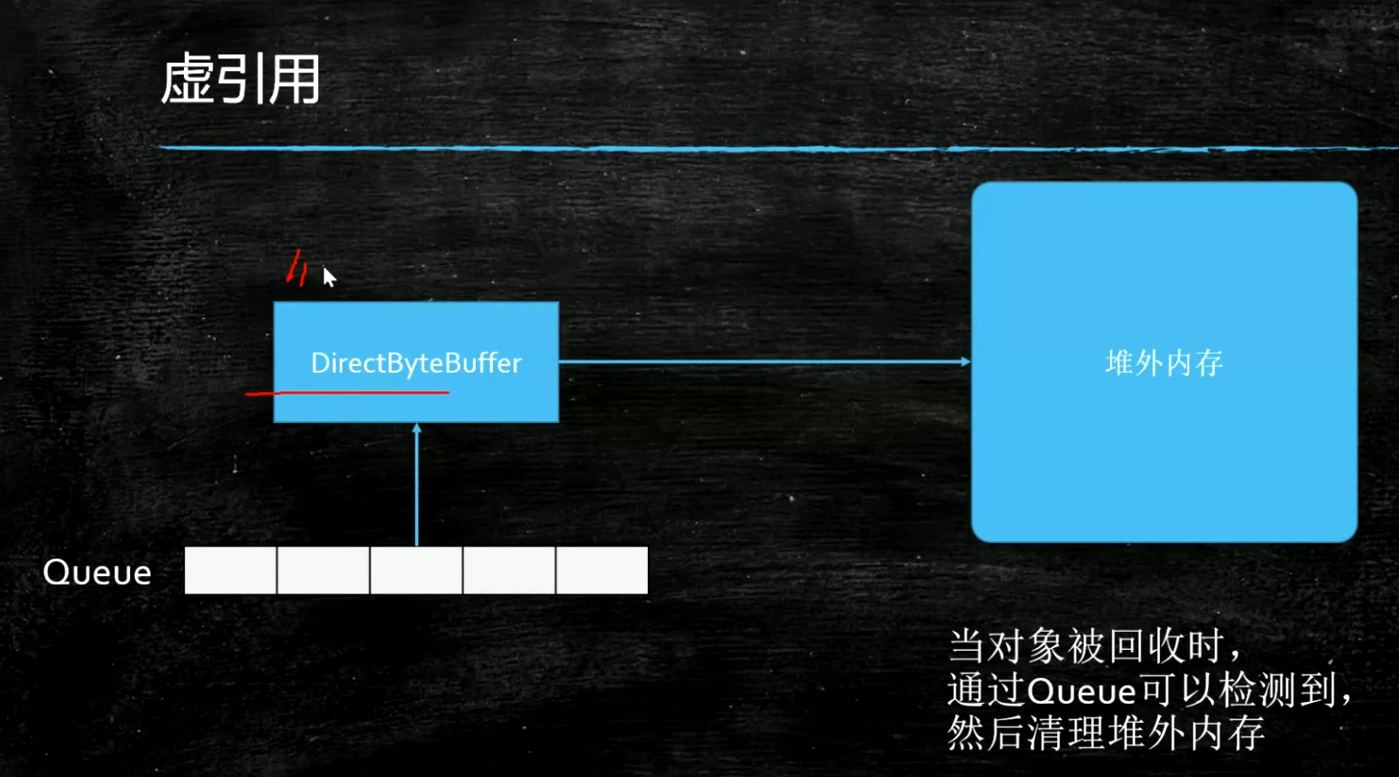 虚引用
DirectByteBuffer
堆外内存
Queue
当对象被回收时，
通过Queue可以检测到，
然后清理堆外内存